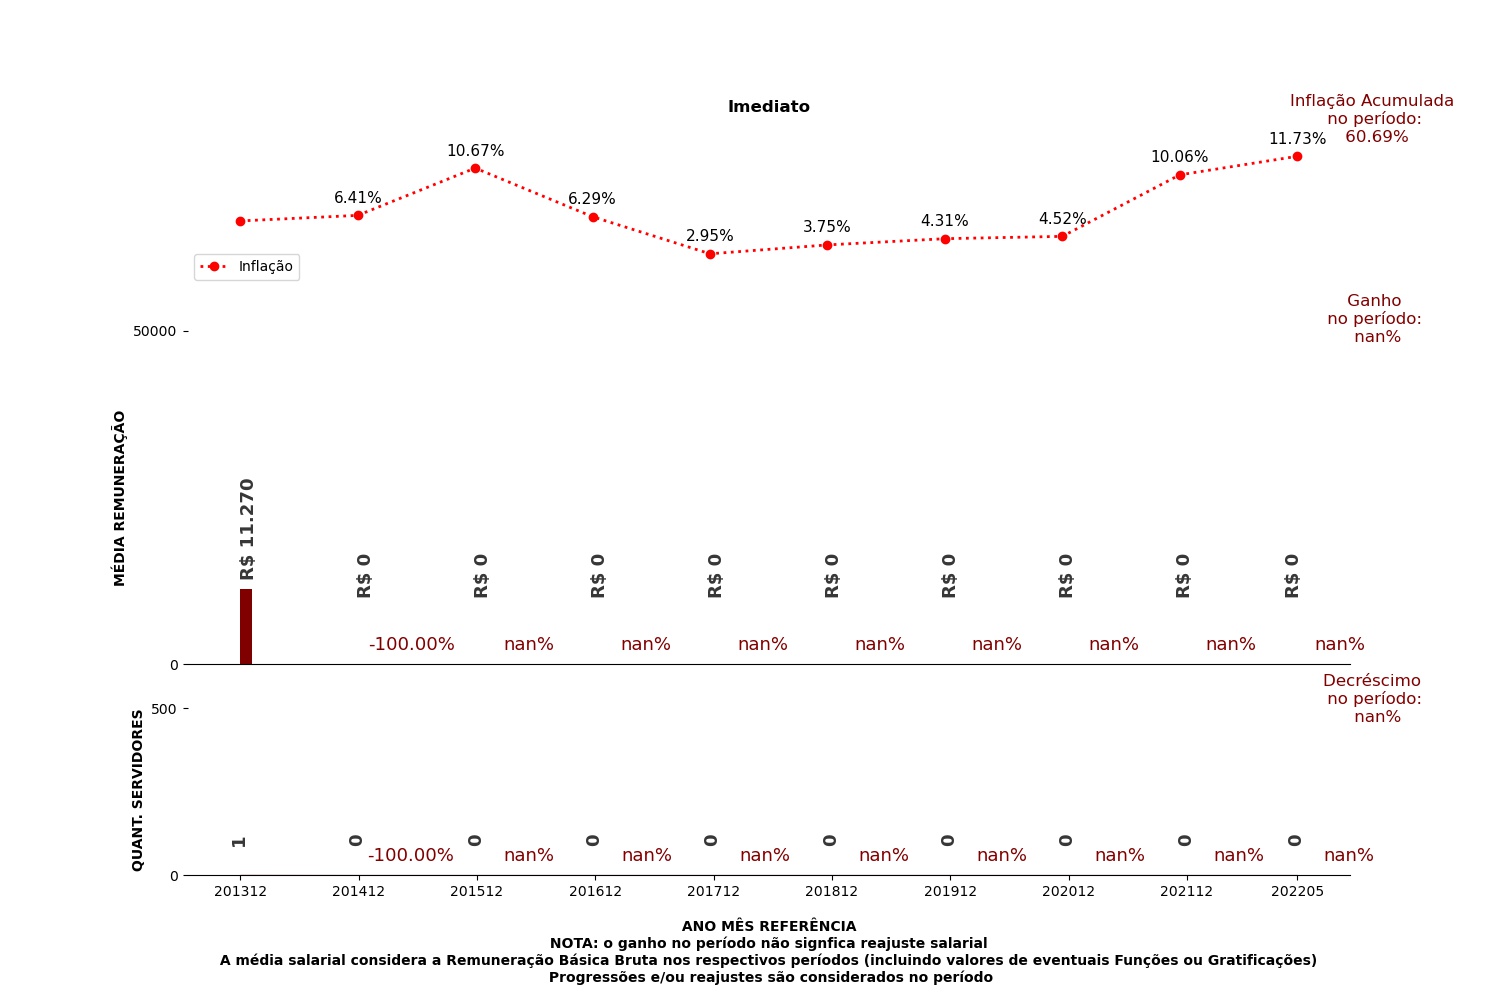 Imediato
Inflação Acumulada
no período:
60.69%
6.41%
10.67%
6.29%
2.95%
3.75%
4.31%
4.52%
10.06%
11.73%
Inflação
Ganho
no período:
nan%
50000
0
MÉDIA REMUNERAÇÃO
R$ 11.270
R$ 0
R$ 0
R$ 0
R$ 0
R$ 0
R$ 0
R$ 0
R$ 0
R$ 0
-100.00%
nan%
nan%
nan%
nan%
nan%
nan%
nan%
nan%
Decréscimo
no período:
nan%
500
0
QUANT. SERVIDORES
1
0
0
0
0
0
0
0
0
0
-100.00%
nan%
nan%
nan%
nan%
nan%
nan%
nan%
nan%
201312
201412
201512
201612
201712
201812
201912
202012
202112
202205
ANO MÊS REFERÊNCIA
NOTA: o ganho no período não signfica reajuste salarial
A média salarial considera a Remuneração Básica Bruta nos respectivos períodos (incluindo valores de eventuais Funções ou Gratificações)
Progressões e/ou reajustes são considerados no período